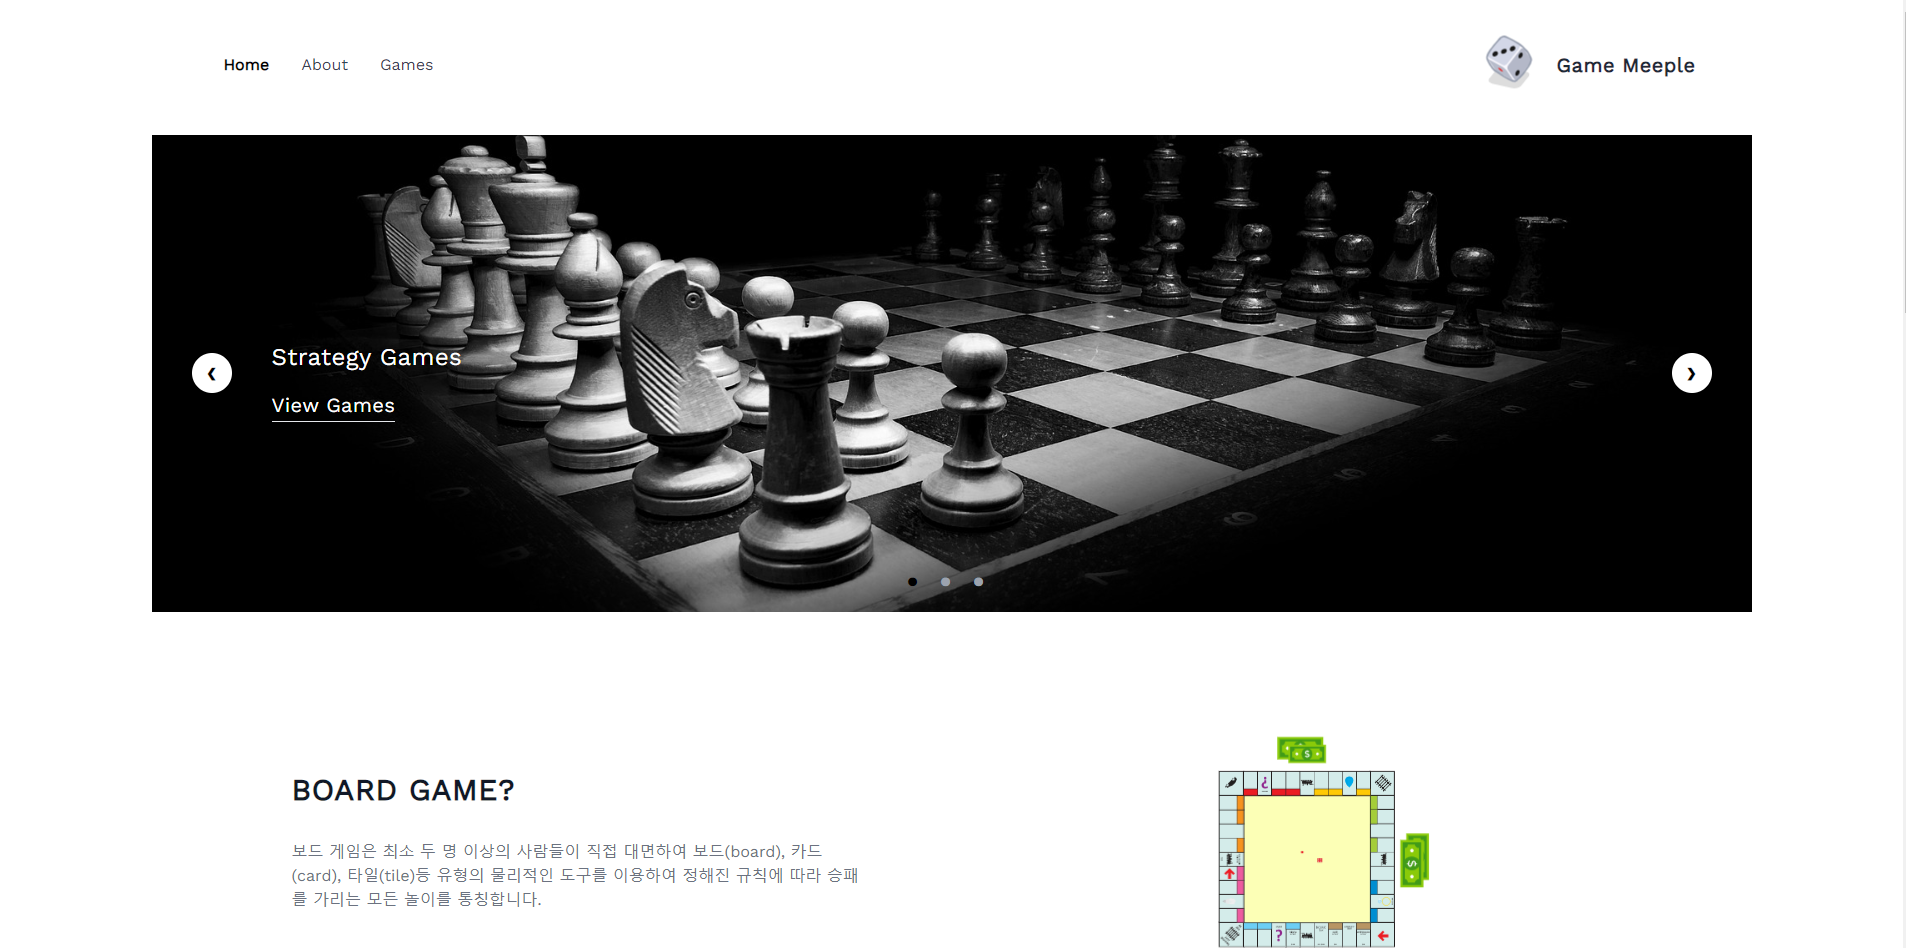 Home About Games
Game Meeple
Strategy Games
View Games
BOARD GAME?
보드 게임은 최소 두 명 이상의 사람들이 직접 대면하여 보드(board), 카드
(card), 타일(tile)등 유형의 물리적인 도구를 이용하여 정해진 규칙에 따라 승패
를 가리는 모든 놀이를 통칭합니다.